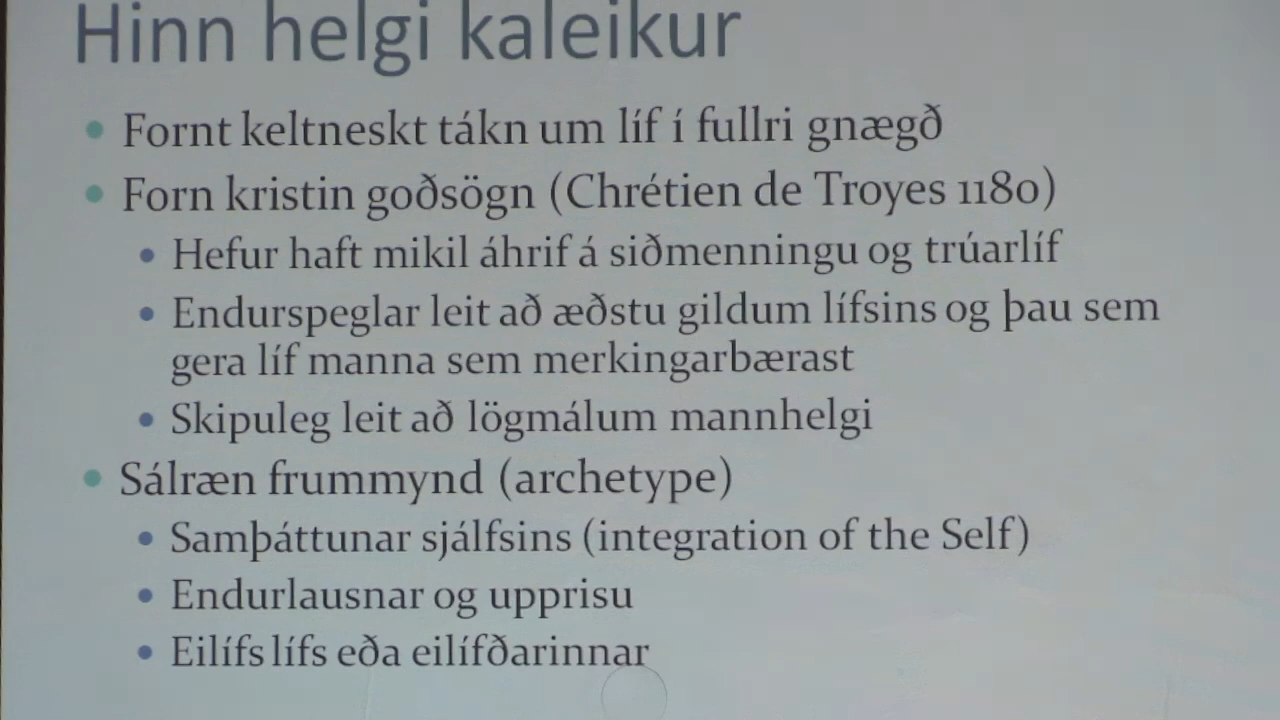 Hinn helgi kaleikur
• Fornt keltneskt tákn um líf í fullri gnægð
• Forn kristin goðsögn (Chrétien de Troyes 1180)
• Hefur haft mikil áhrif á siðmenningu og trúarlíf
• Endurspeglar leit að æðstu gildum lífsins og þau sem
gera líf manna sem merkingarbærast
• Skipuleg leit að lögmálum mannhelgi
• Sálræn frummynd (archetype)
• Samþáttunar sjálfsins (integration of the Self)
• Endurlausnar og upprisu
• Eilífs lífs eða eilífðarinnar